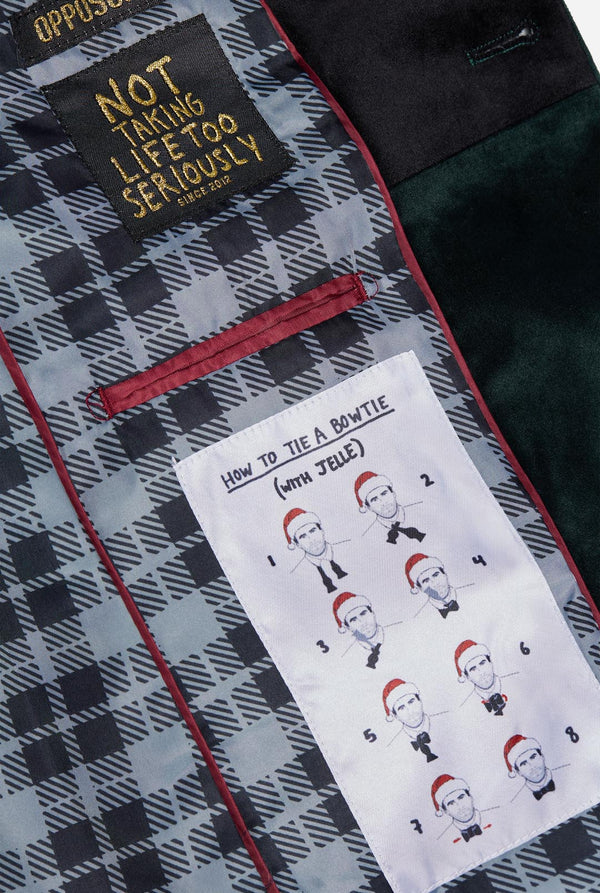 NOT
TAKING
LIFE TOO
SERIOUSLY
SINCE 2012
HOW TO TIE A BOWTIE
(WITH JELLE)
1
2
3
4
5
6
7
8